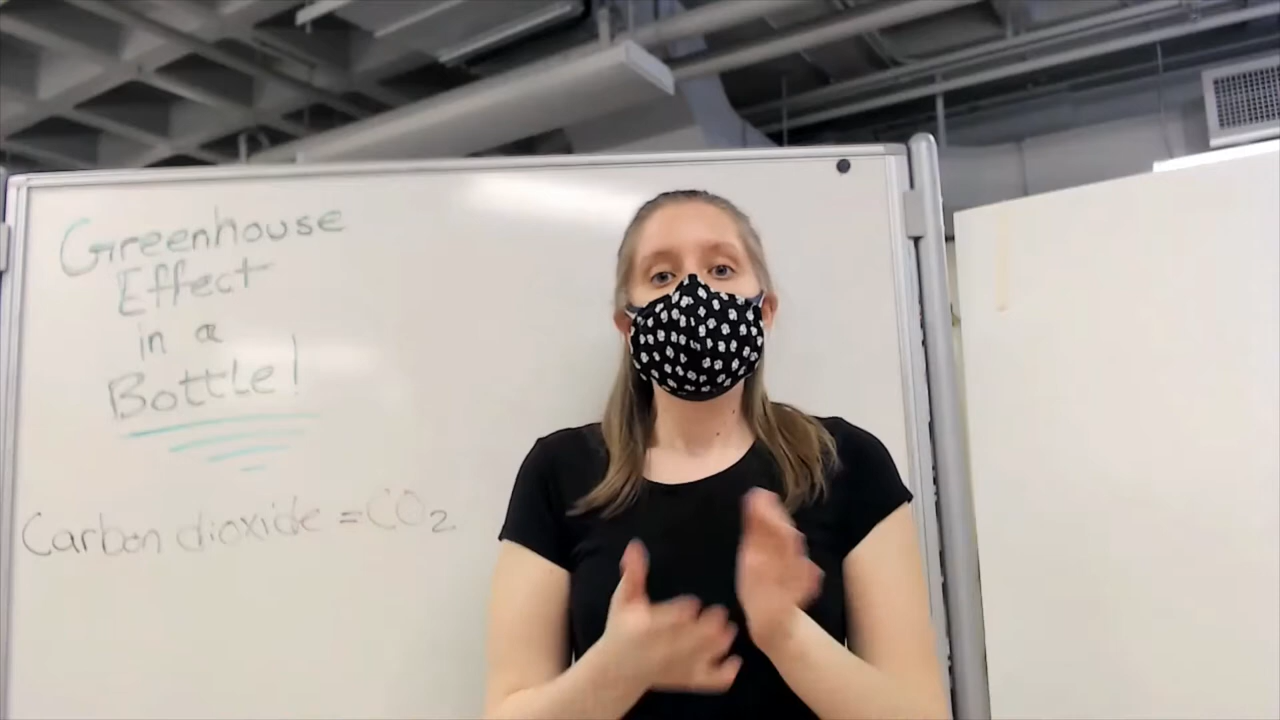 Greenhouse
Effect
in a
Bottle!
Carbon dioxide = CO₂